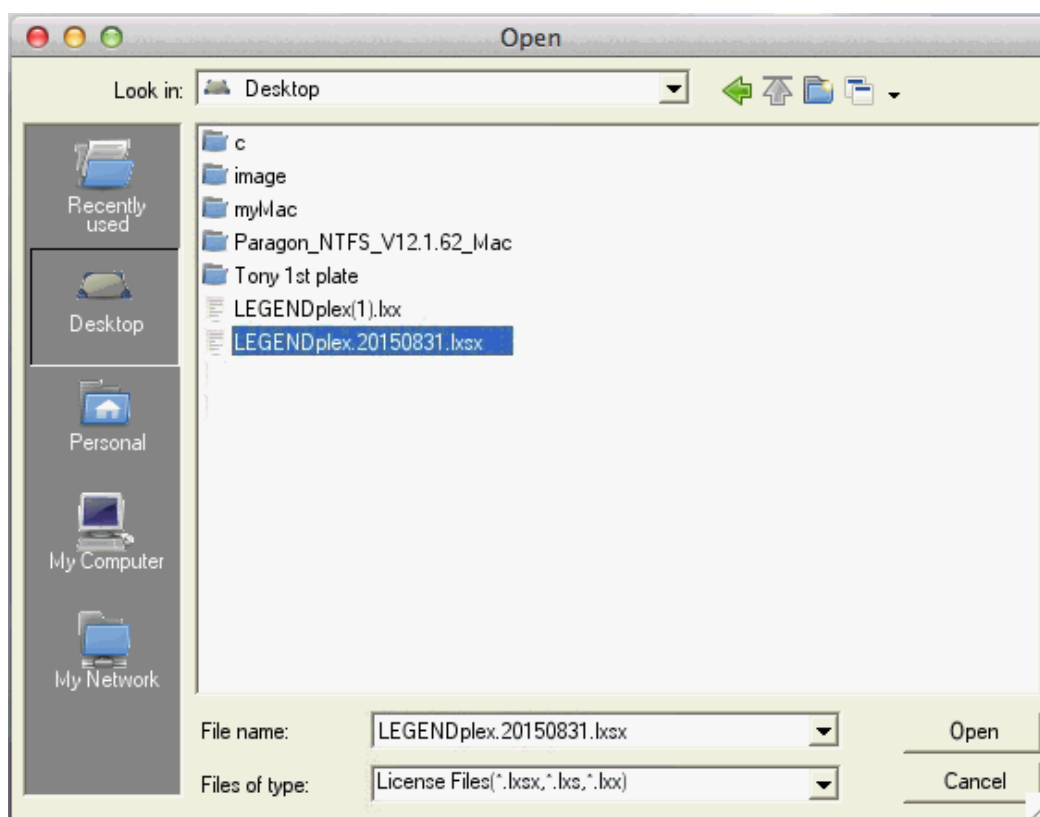 Open
Look in:
Desktop
Recently
used
Desktop
Personal
My Computer
My Network
c
image
myMac
Paragon_NTFS_V12.1.62_Mac
Tony 1st plate
LEGENDplex(1).lxx
LEGENDplex.20150831.lxsx
File name:
LEGENDplex.20150831.lxsx
Open
Files of type:
License Files(*.lxsx,*.lxs,*.lxx)
Cancel